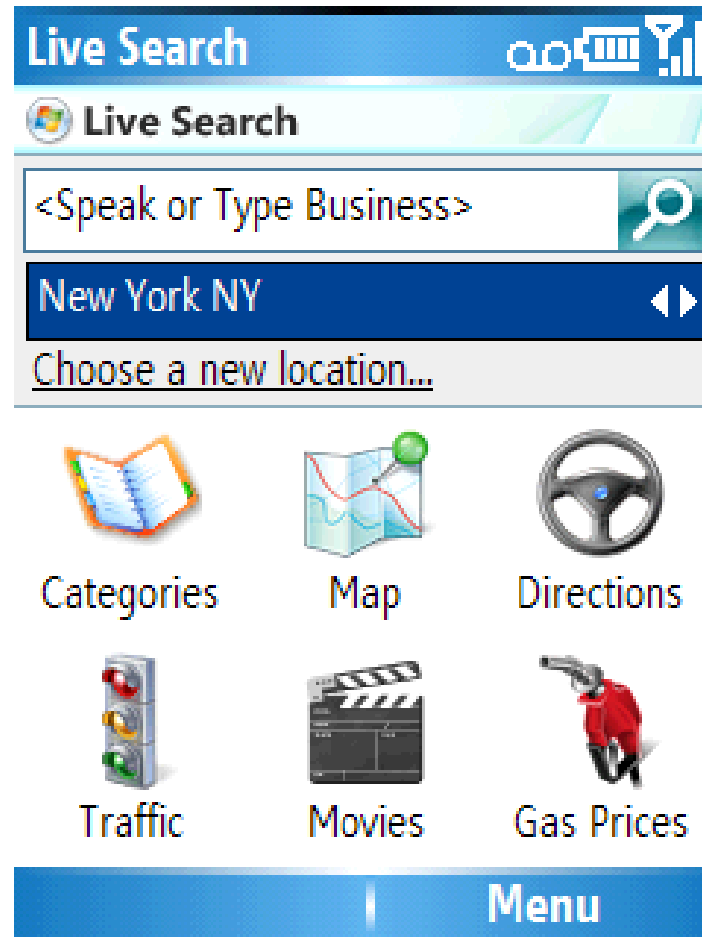 Live Search
Live Search
<Speak or Type Business>
New York NY
Choose a new location...
Categories Map Directions
Traffic Movies Gas Prices
Menu